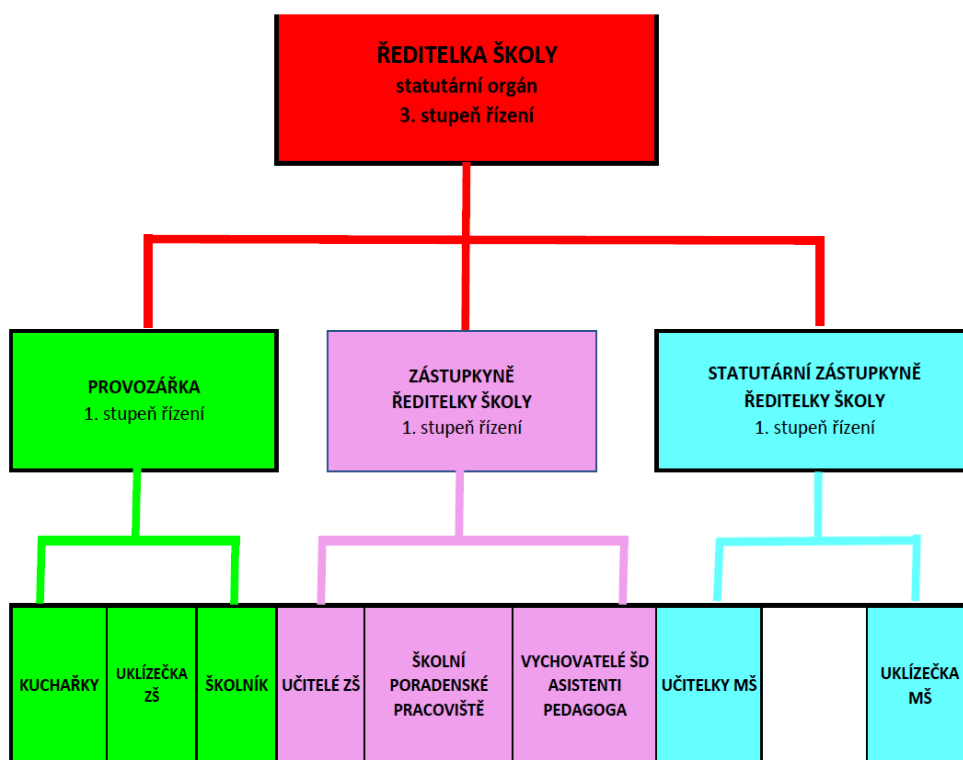 ŘEDITELKA ŠKOLY
statutární orgán
3. stupeň řízení
PROVOZÁŘKA
1. stupeň řízení
ZÁSTUPKYNĚ
ŘEDITELKY ŠKOLY
1. stupeň řízení
STATUTÁRNÍ ZÁSTUPKYNĚ
ŘEDITELKY ŠKOLY
1. stupeň řízení
KUCHAŘKY
UKLÍZEČKA
ZŠ
ŠKOLNÍK
UČITELÉ ZŠ
ŠKOLNÍ
PORADENSKÉ
PRACOVIŠTĚ
VYCHOVATELÉ ŠD
ASISTENTI
PEDAGOGA
UČITELKY MŠ
UKLÍZEČKA
MŠ